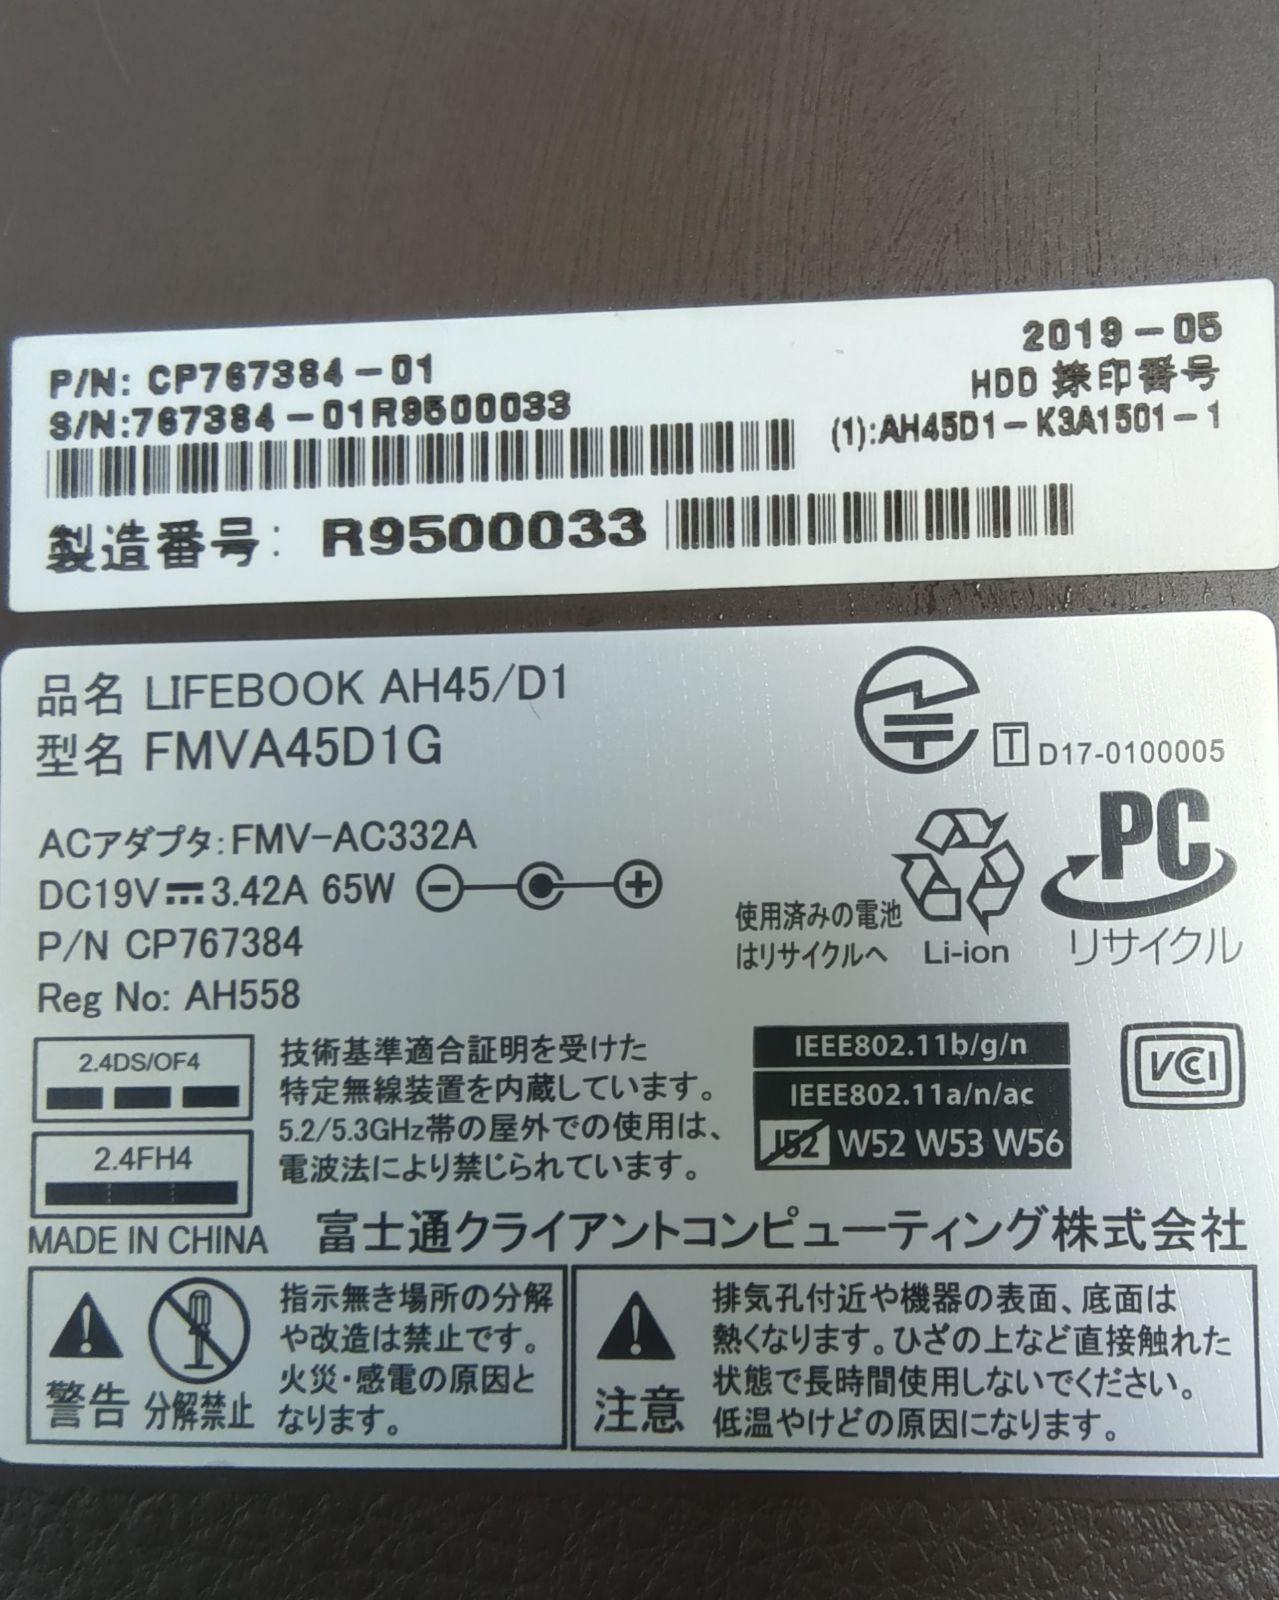 P/N: CP767384-01
S/N:767384-01R9500033
2019-05
HDD 捺印番号
(1):AH45D1-K3A1501-1
製造番号: R9500033
品名 LIFEBOOK AH45/D1
型名 FMVA45D1G
T D17-0100005
ACアダプタ:FMV-AC332A
DC19V 3.42A 65W
P/N CP767384
Reg No: AH558
使用済みの電池
はリサイクルへ
Li-ion
PC
リサイクル
2.4DS/OF4
2.4FH4
技術基準適合証明を受けた
特定無線装置を内蔵しています。
5.2/5.3GHz帯の屋外での使用は、
電波法により禁じられています。
IEEE802.11b/g/n
IEEE802.11a/n/ac
J52 W52 W53 W56
VCCI
MADE IN CHINA 富士通クライアントコンピューティング株式会社
警告
分解禁止
指示無き場所の分解
や改造は禁止です。
火災・感電の原因と
なります。
注意
排気孔付近や機器の表面、底面は
熱くなります。ひざの上など直接触れた
状態で長時間使用しないでください。
低温やけどの原因になります。